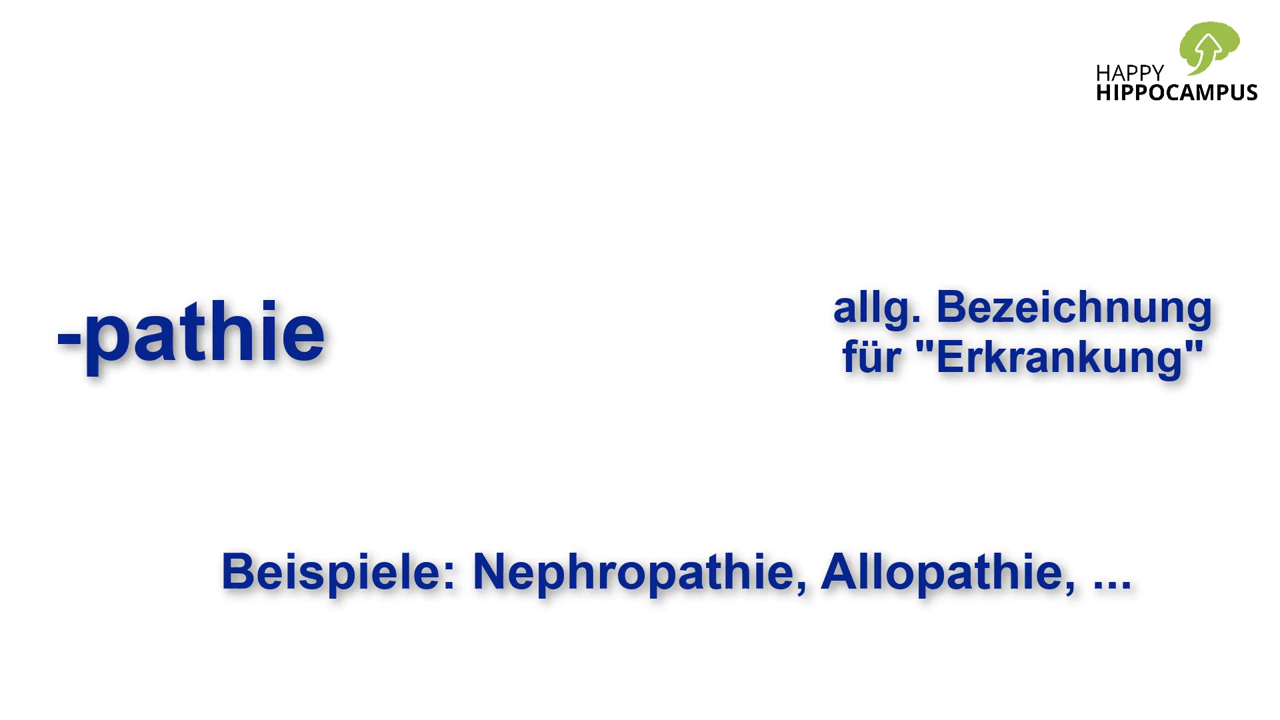 HAPPY
HIPPOCAMPUS
-pathie
allg. Bezeichnung
für "Erkrankung"
Beispiele: Nephropathie, Allopathie, ...